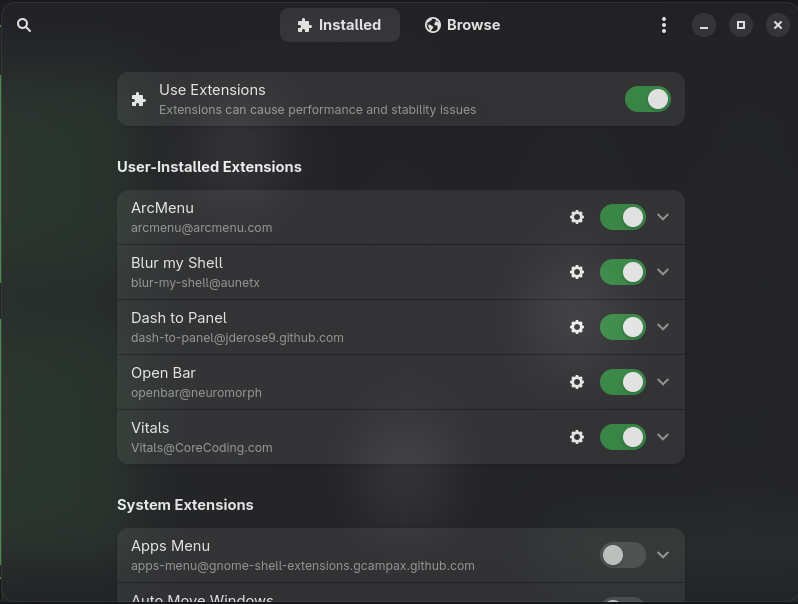 Installed
Browse
Use Extensions
Extensions can cause performance and stability issues
User-Installed Extensions
ArcMenu
arcmenu@arcmenu.com
Blur my Shell
blur-my-shell@aunetx
Dash to Panel
dash-to-panel@jderose9.github.com
Open Bar
openbar@neuromorph
Vitals
Vitals@CoreCoding.com
System Extensions
Apps Menu
apps-menu@gnome-shell-extensions.gcampax.github.com
Auto Move Windows